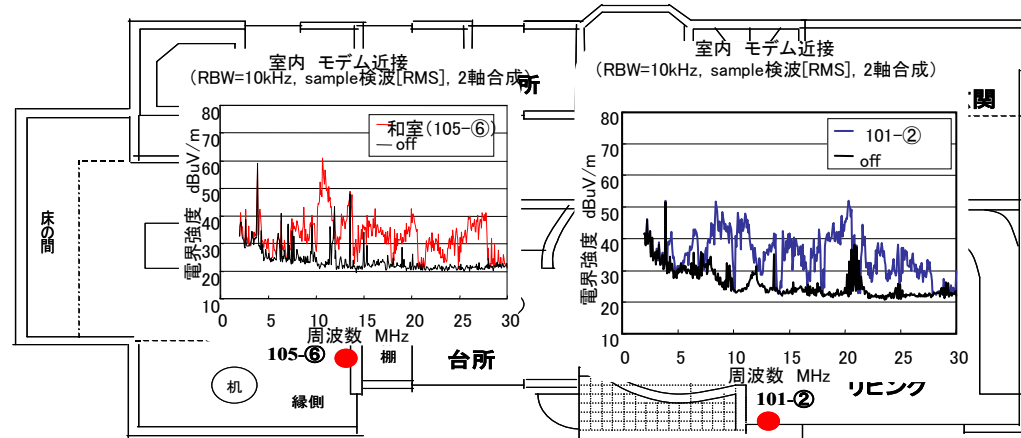 室内 モデム近接
(RBW=10kHz, sample検波[RMS], 2軸合成)
所
電界強度 dBuV/m
80
70
60
50
40
30
20
10
和室(105-⑥)
off
0 5 10 15 20 25 30
周波数 MHz
室内 モデム近接
(RBW=10kHz, sample検波[RMS], 2軸合成)
関
電界強度 dBuV/m
80
70
60
50
40
30
20
10
101-②
off
0 5 10 15 20 25 30
周波数 MHz
床の間
105-⑥
棚
台所
机
縁側
リビング
101-②